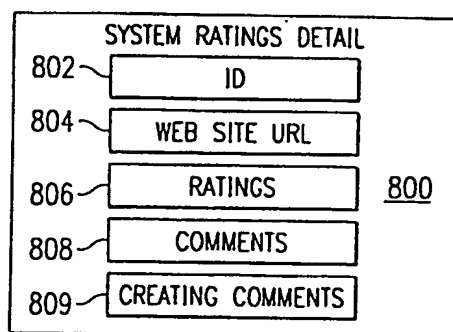 SYSTEM RATINGS DETAIL
802 ID
804 WEB SITE URL
806 RATINGS 800
808 COMMENTS
809 CREATING COMMENTS